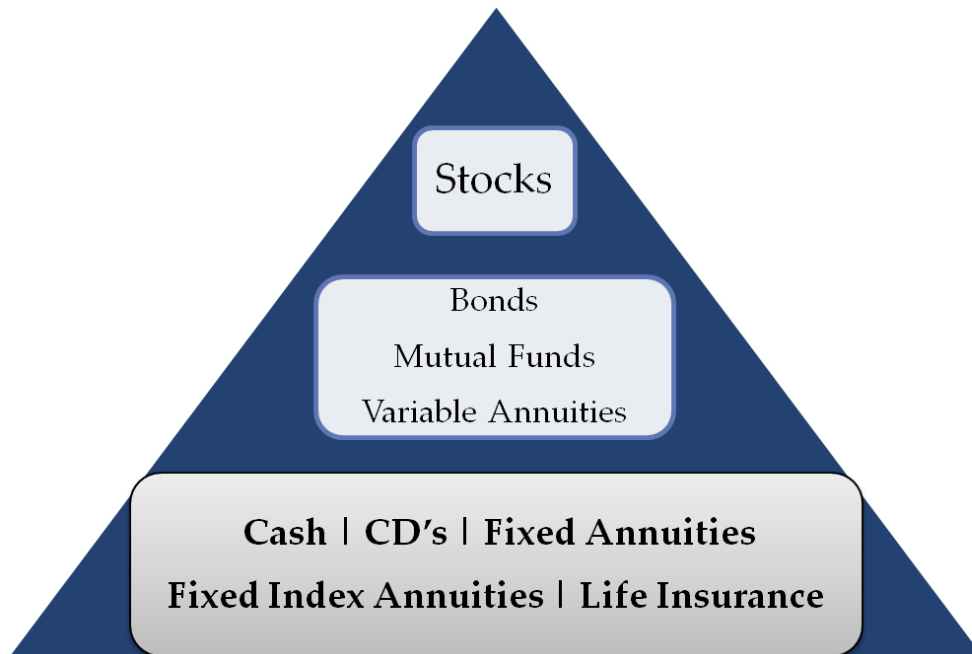 Stocks
Bonds
Mutual Funds
Variable Annuities
Cash | CD’s | Fixed Annuities
Fixed Index Annuities | Life Insurance